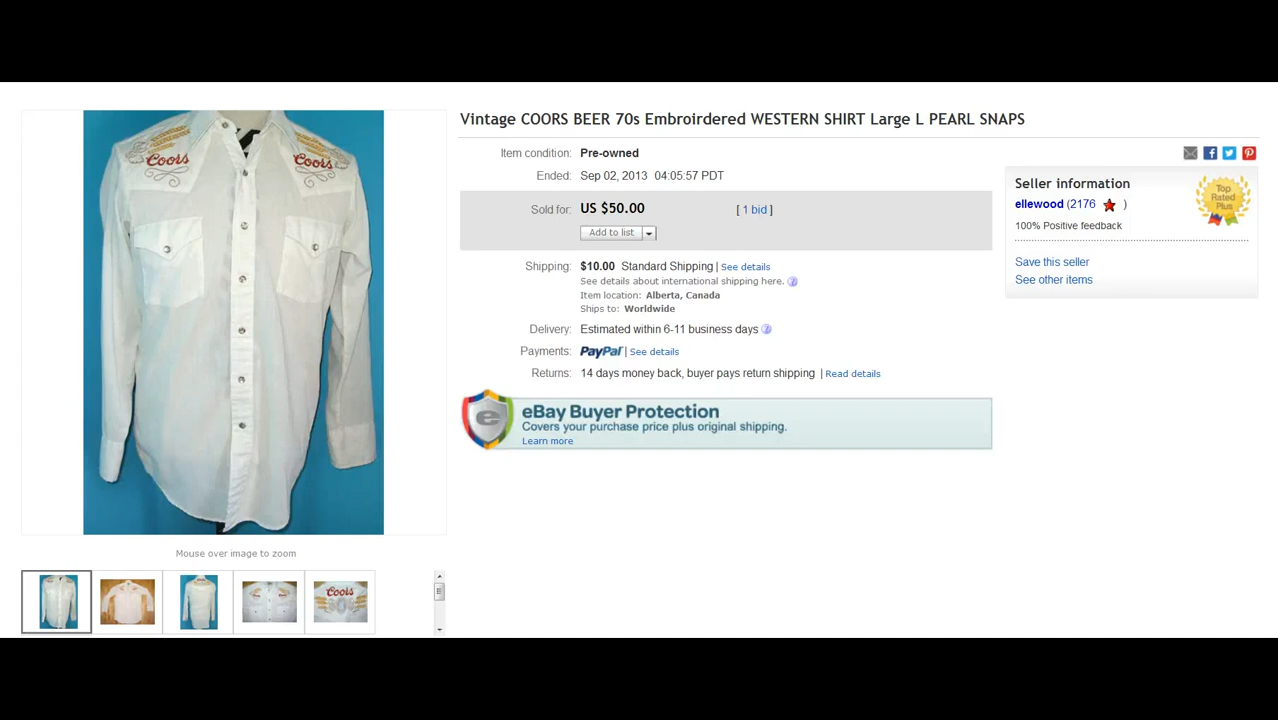 Vintage COORS BEER 70s Embroirdered WESTERN SHIRT Large L PEARL SNAPS
Coors
Coors
Item condition: Pre-owned
Ended: Sep 02, 2013 04:05:57 PDT
Sold for: US $50.00 [ 1 bid ]
Add to list
Shipping: $10.00 Standard Shipping | See details
See details about international shipping here.
Item location: Alberta, Canada
Ships to: Worldwide
Delivery: Estimated within 6-11 business days
Payments: PayPal | See details
Returns: 14 days money back, buyer pays return shipping | Read details
e
eBay Buyer Protection
Covers your purchase price plus original shipping.
Learn more
Seller information
ellewood (2176 )
100% Positive feedback
Top
Rated
Plus
Save this seller
See other items
Mouse over image to zoom
Coors